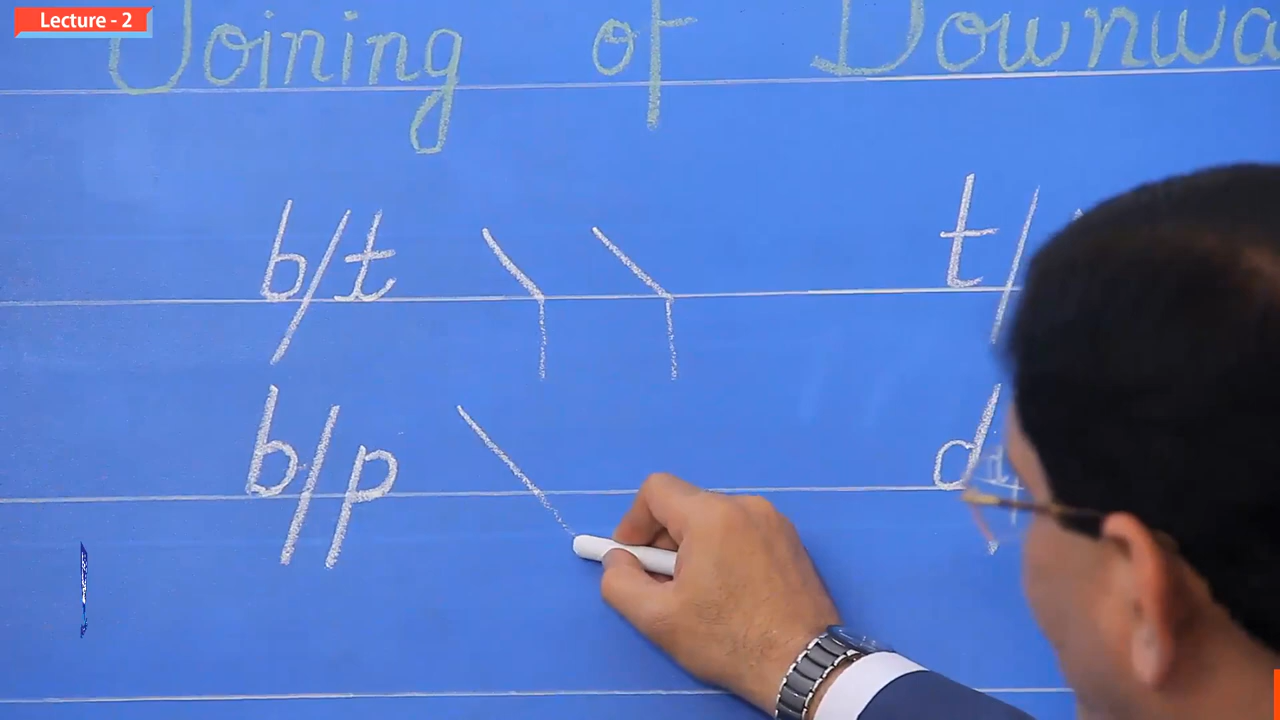 Lecture - 2
Joining of Downwa
b/t t/
b/p d